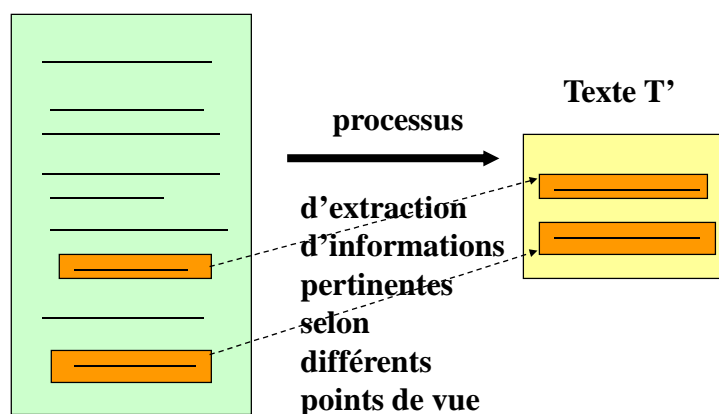 Texte T’
processus
d’extraction
d’informations
pertinentes
selon
différents
points de vue